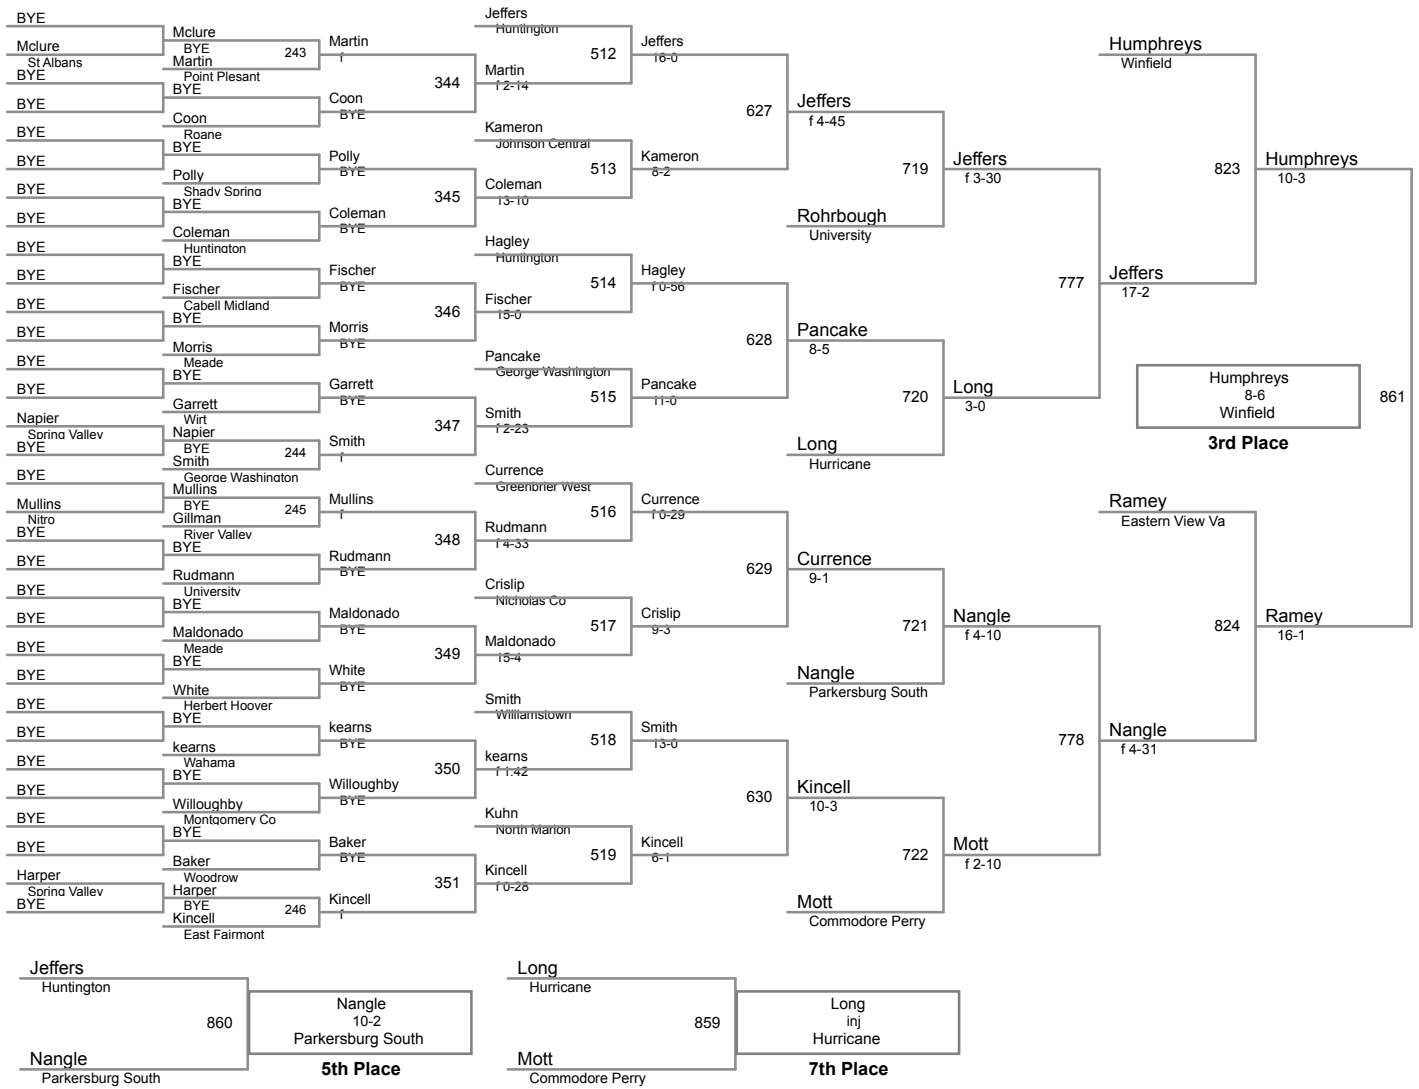 BYE
Mclure
St Albans
BYE
BYE
BYE
BYE
BYE
BYE
BYE
BYE
BYE
BYE
BYE
BYE
Napier
Spring Valley
BYE
BYE
Mullins
Nitro
BYE
BYE
BYE
BYE
BYE
BYE
BYE
BYE
BYE
BYE
BYE
BYE
Harper
Spring Valley
BYE
Mclure
BYE
243
Martin
Point Plesant
BYE
Coon
Roane
BYE
Polly
Shady Spring
BYE
Coleman
Huntington
BYE
Fischer
Cabell Midland
BYE
Morris
Meade
BYE
Garrett
Wirt
Napier
BYE
244
Smith
George Washington
Mullins
BYE
245
Gillman
River Valley
BYE
Rudmann
University
BYE
Maldonado
Meade
BYE
White
Herbert Hoover
BYE
kearns
Wahama
BYE
Willoughby
Montgomery Co
BYE
Baker
Woodrow
Harper
BYE
246
Kincell
East Fairmont
Martin
f
344
Coon
BYE
Polly
BYE
345
Coleman
BYE
Fischer
BYE
346
Morris
BYE
Garrett
BYE
347
Smith
f
Mullins
f
348
Rudmann
BYE
Maldonado
BYE
349
White
BYE
kearns
BYE
350
Willoughby
BYE
Baker
BYE
351
Kincell
f
Jeffers
Huntington
512
Martin
f 2-14
Kameron
Johnson Central
513
Coleman
13-10
Hagley
Huntington
514
Fischer
15-0
Pancake
George Washington
515
Smith
f 2-23
Currence
Greenbrier West
516
Rudmann
f 4-33
Crislip
Nicholas Co
517
Maldonado
15-4
Smith
Williamstown
518
kearns
f 1:42
Kuhn
North Marion
519
Kincell
f 0-28
Jeffers
16-0
627
Kameron
8-2
Hagley
f 0-56
628
Pancake
11-0
Currence
f 0-29
629
Crislip
9-3
Smith
13-0
630
Kincell
6-1
Jeffers
f 4-45
719
Rohrbough
University
Pancake
8-5
720
Long
Hurricane
Currence
9-1
721
Nangle
Parkersburg South
Kincell
10-3
722
Mott
Commodore Perry
Jeffers
f 3-30
777
Long
3-0
Nangle
f 4-10
778
Mott
f 2-10
Humphreys
Winfield
823
Jeffers
17-2
Ramey
Eastern View Va
824
Nangle
f 4-31
Humphreys
10-3
861
Ramey
16-1
Humphreys
8-6
Winfield
3rd Place
Jeffers
Huntington
860
Nangle
Parkersburg South
Nangle
10-2
Parkersburg South
5th Place
Long
Hurricane
859
Mott
Commodore Perry
Long
inj
Hurricane
7th Place